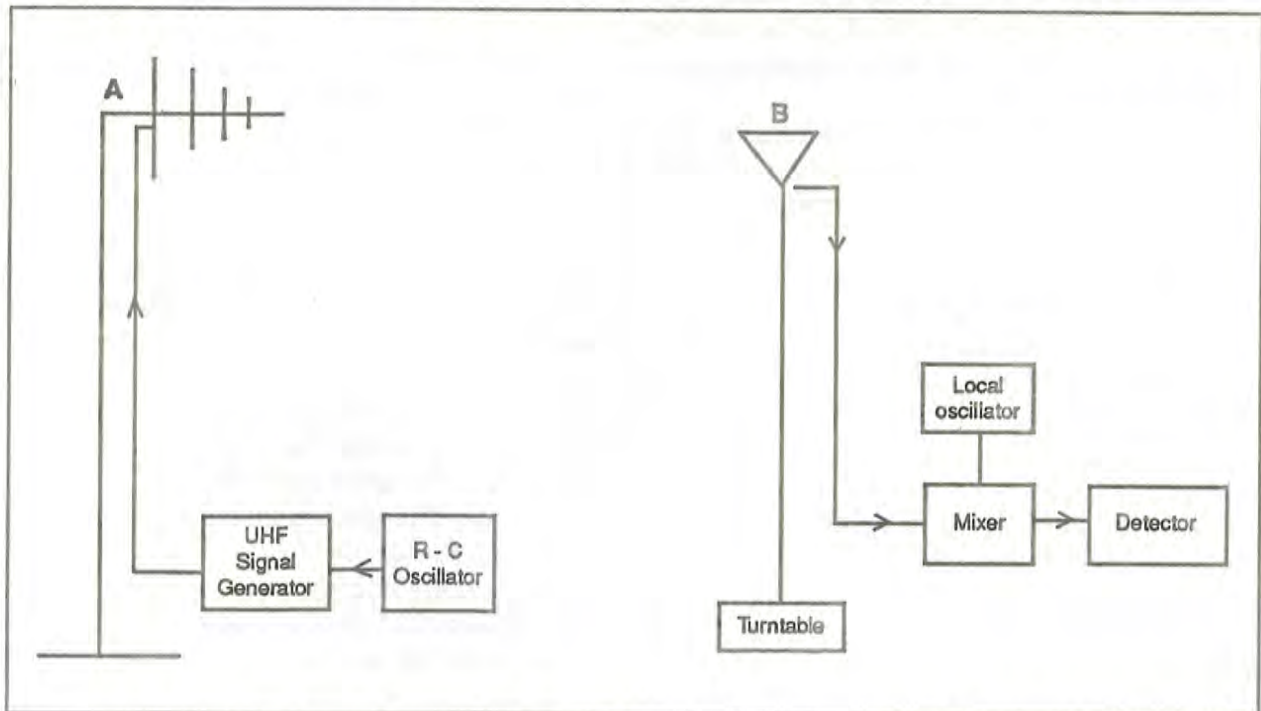 A
B
Local
oscillator
UHF
Signal
Generator
R - C
Oscillator
Mixer
Detector
Turntable